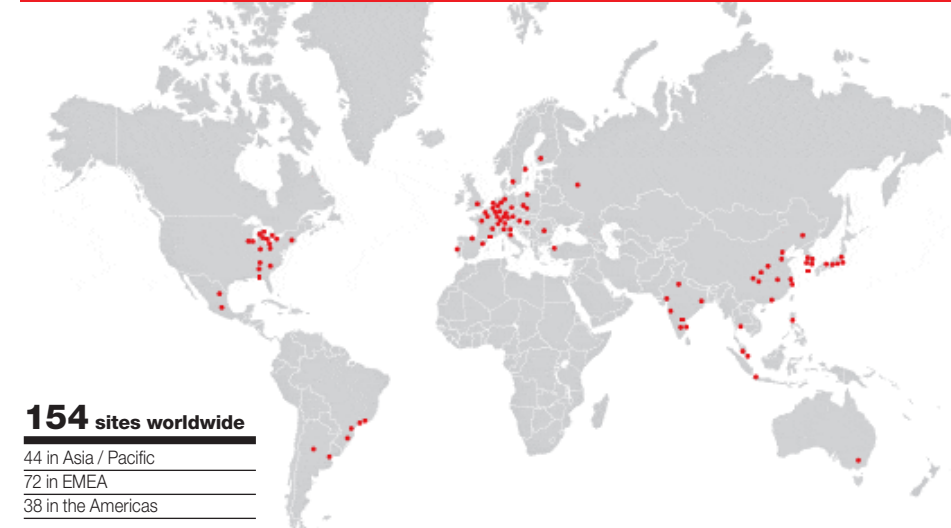 154 sites worldwide
44 in Asia / Pacific
72 in EMEA
38 in the Americas